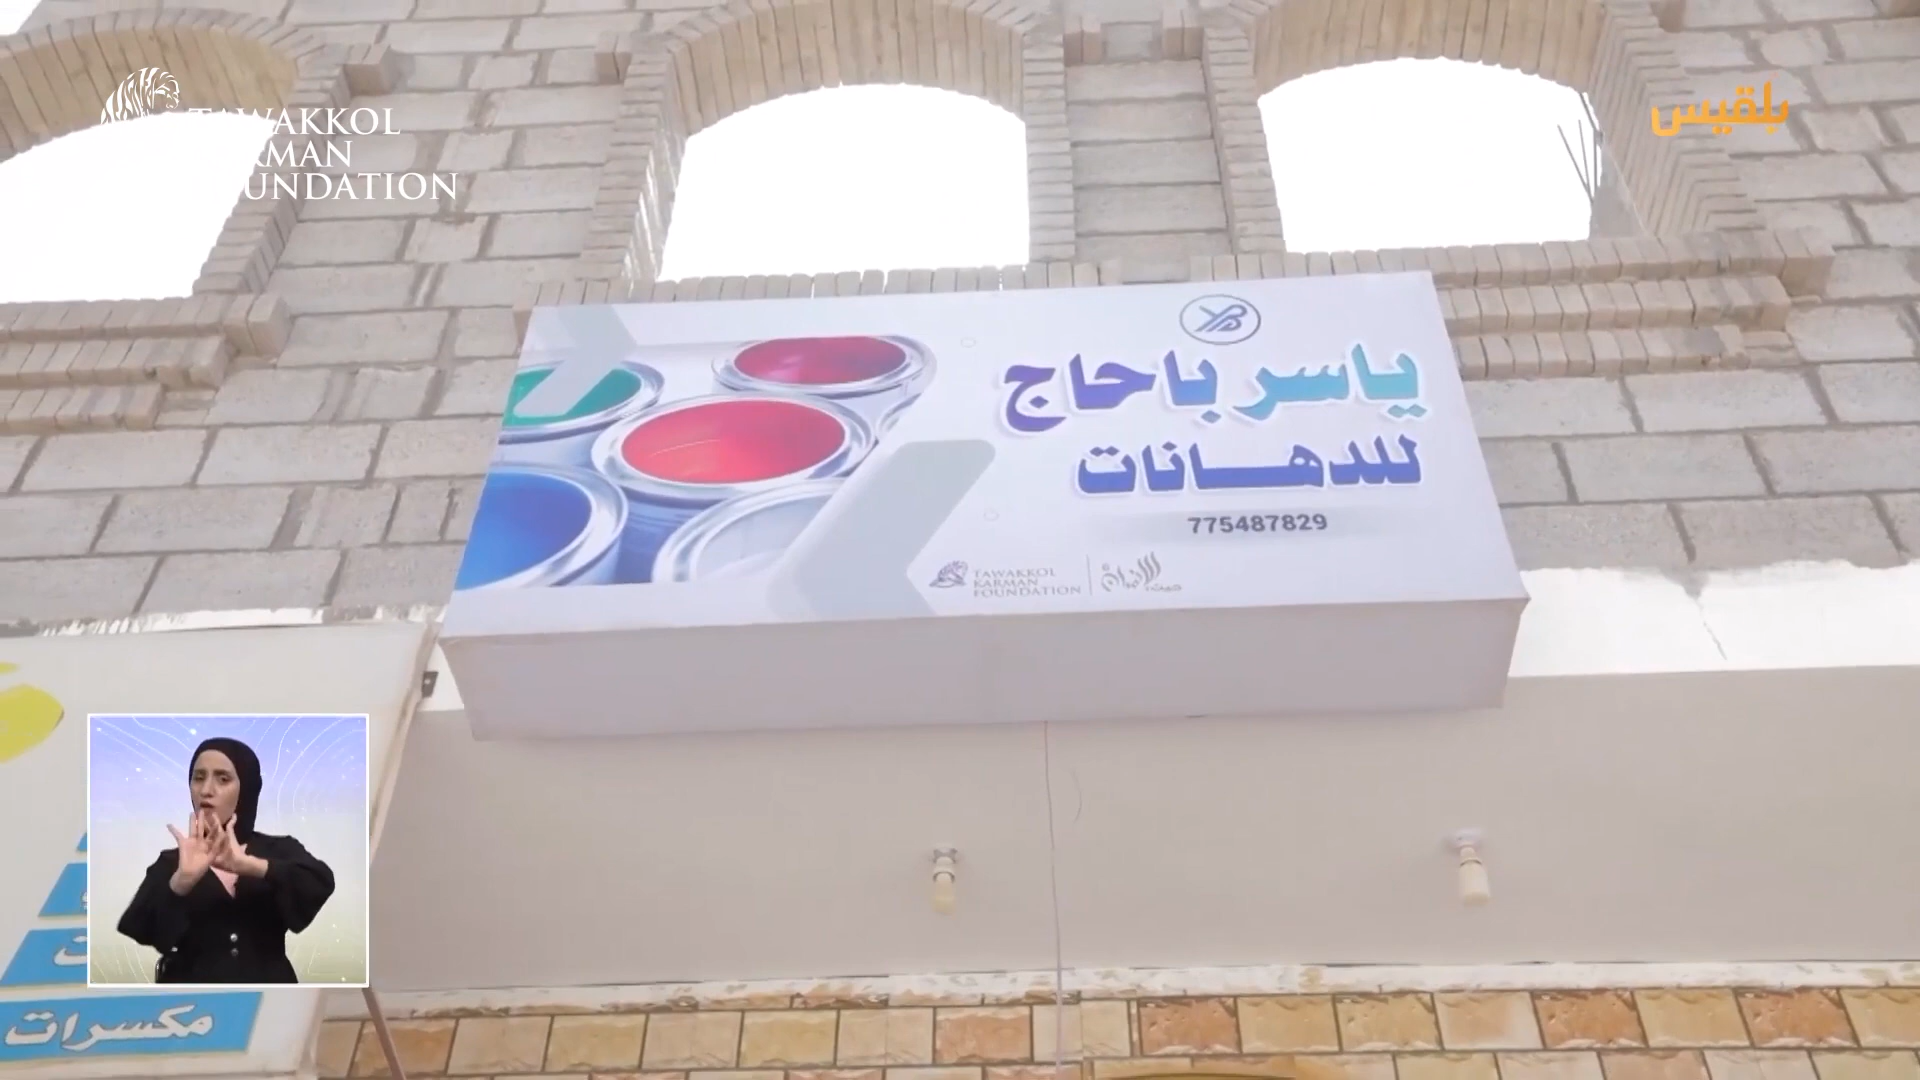 TAWAKKOL
KARMAN
FOUNDATION
بلقيس
ياسر باحاج
للدهانات
775487829
TAWAKKOL
KARMAN
FOUNDATION
مكسرات